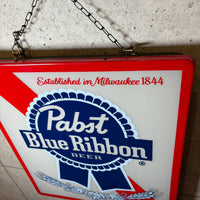 Established in Milwaukee 1844
Pabst
Blue Ribbon
BEER
®